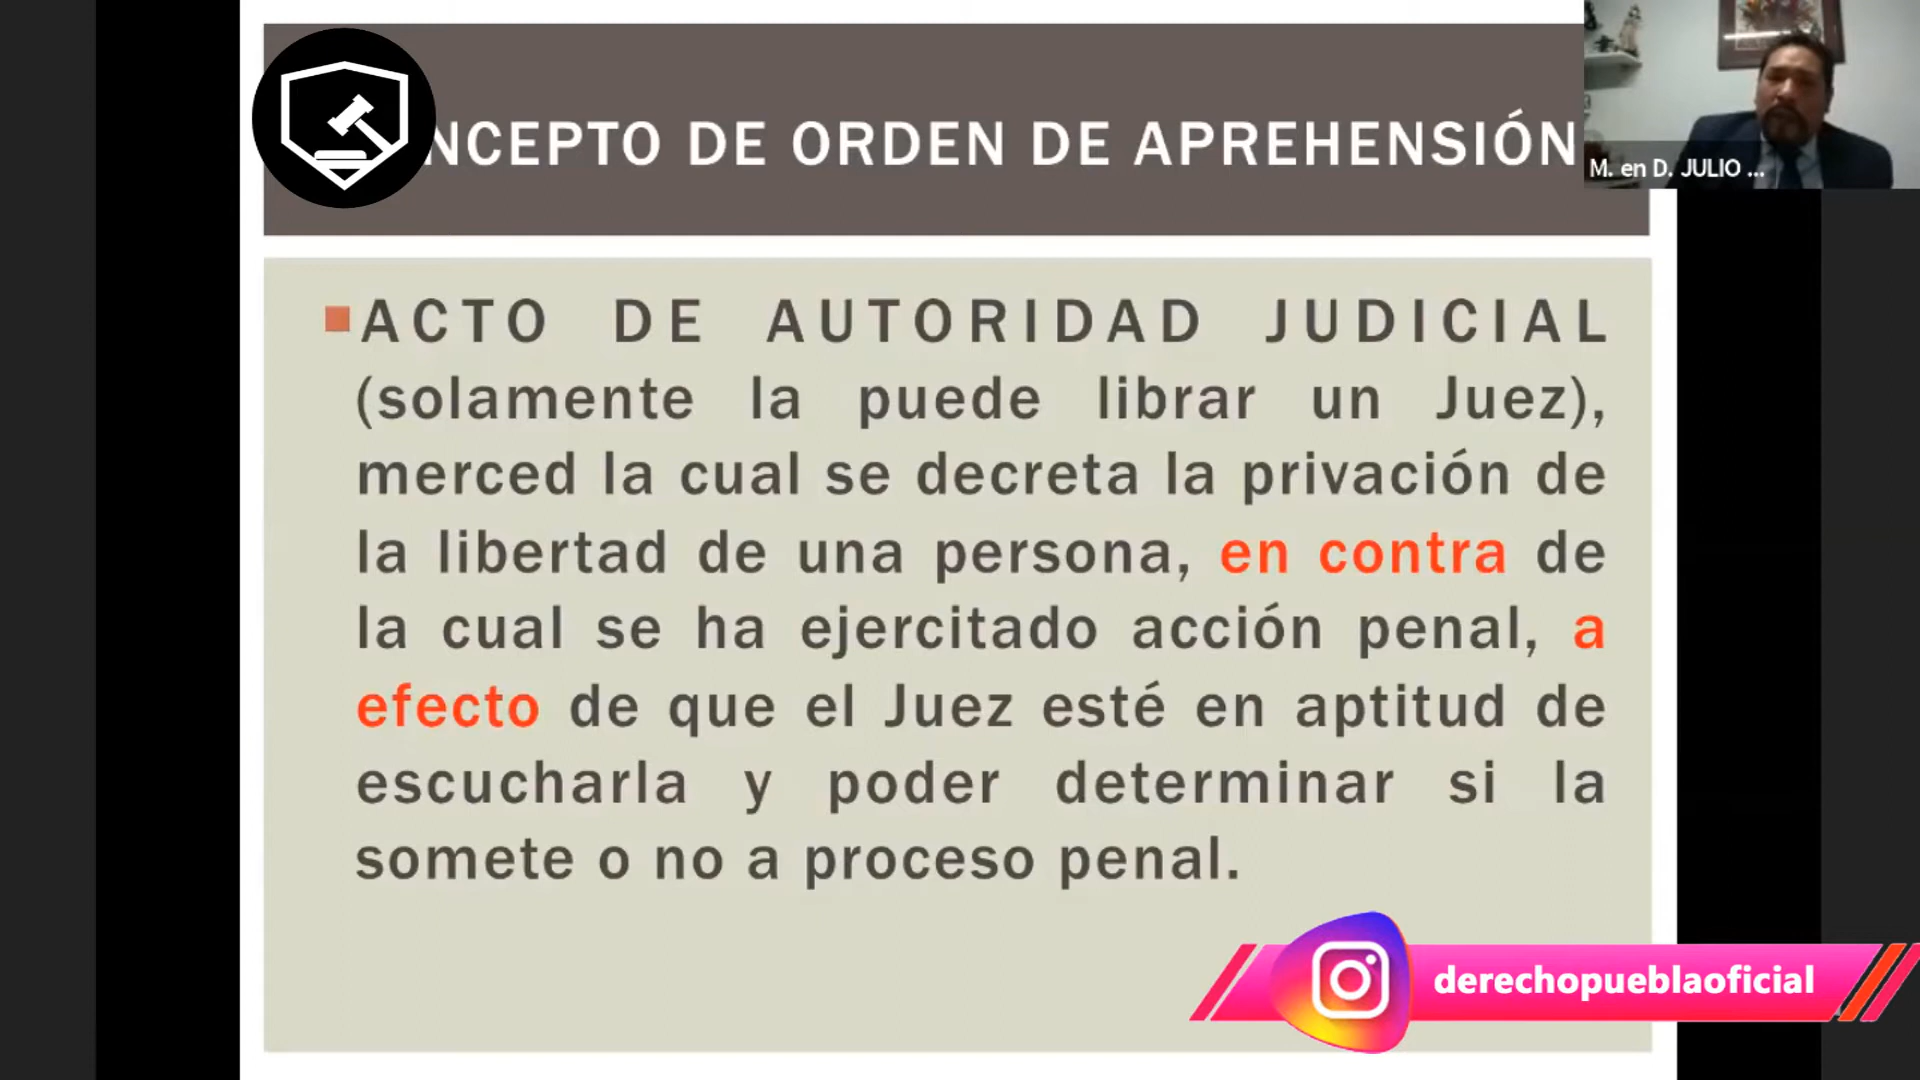 NCEPTO DE ORDEN DE APREHENSIÓN
M. en D. JULIO ...
ACTO DE AUTORIDAD JUDICIAL
(solamente la puede librar un Juez),
merced la cual se decreta la privación de
la libertad de una persona, en contra de
la cual se ha ejercitado acción penal, a
efecto de que el Juez esté en aptitud de
escucharla y poder determinar si la
somete o no a proceso penal.
derechopueblaoficial